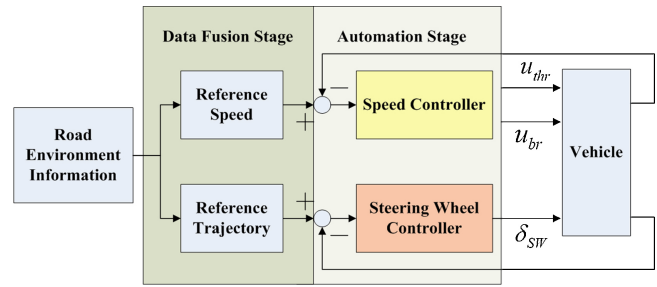 Data Fusion Stage
Automation Stage
Road
Environment
Information
Reference
Speed
+
−
Speed Controller
u_thr
u_br
Vehicle
Reference
Trajectory
+
−
Steering Wheel
Controller
δ_SW